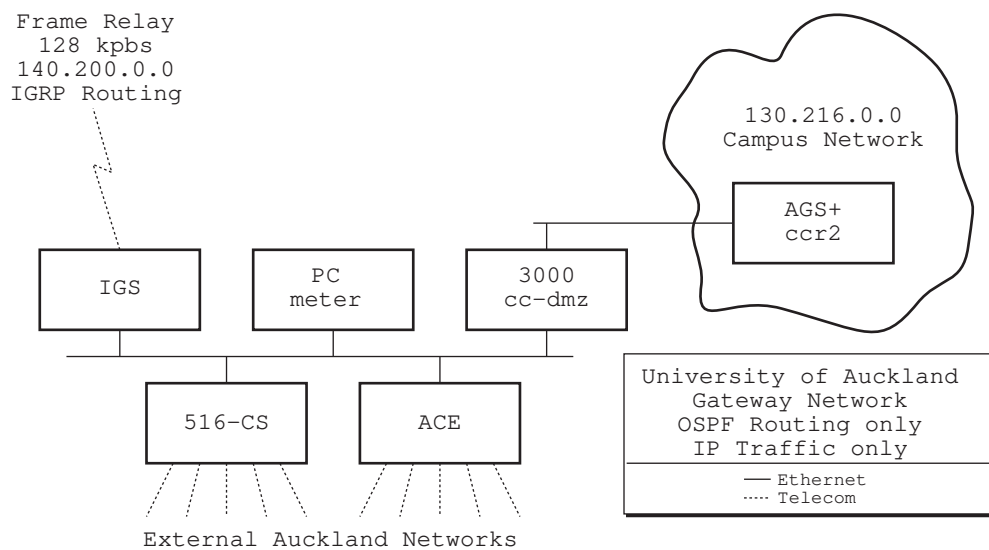 Frame Relay
128 kpbs
140.200.0.0
IGRP Routing
130.216.0.0
Campus Network
AGS+
ccr2
IGS
PC
meter
3000
cc-dmz
516-CS
ACE
External Auckland Networks
University of Auckland
Gateway Network
OSPF Routing only
IP Traffic only
Ethernet
Telecom